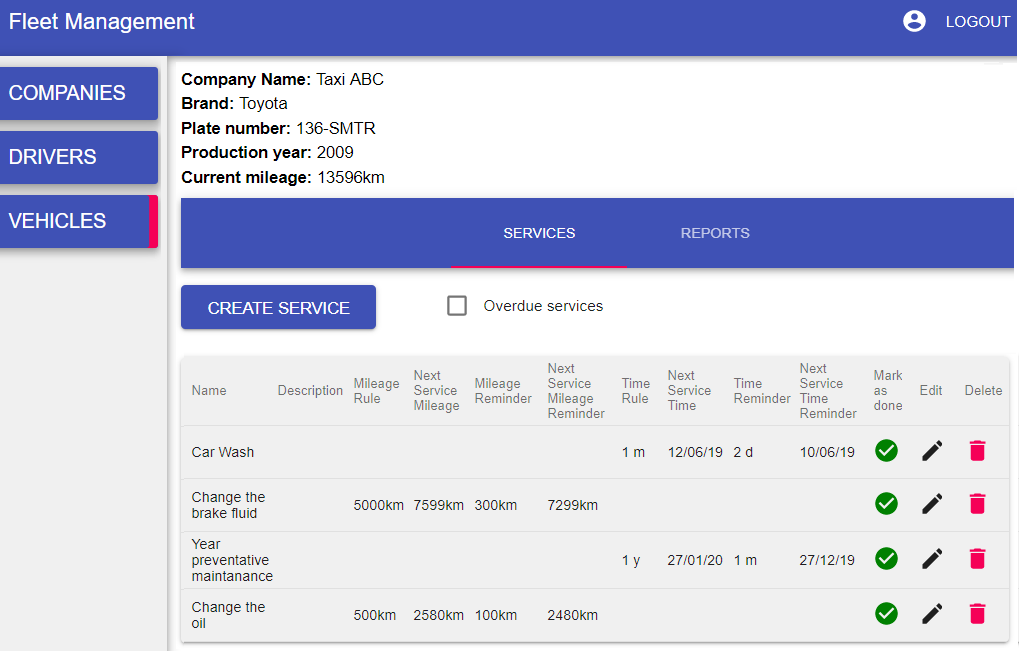 Fleet Management
LOGOUT
COMPANIES
DRIVERS
VEHICLES
Company Name: Taxi ABC
Brand: Toyota
Plate number: 136-SMTR
Production year: 2009
Current mileage: 13596km
SERVICES REPORTS
CREATE SERVICE
Overdue services
Name
Description
Mileage
Rule
Next
Service
Mileage
Mileage
Reminder
Next
Service
Mileage
Reminder
Time
Rule
Next
Service
Time
Time
Reminder
Next
Service
Time
Reminder
Mark
as
done
Edit
Delete
Car Wash
1 m
12/06/19
2 d
10/06/19
Change the
brake fluid
5000km
7599km
300km
7299km
Year
preventative
maintanance
1 y
27/01/20
1 m
27/12/19
Change the
oil
500km
2580km
100km
2480km